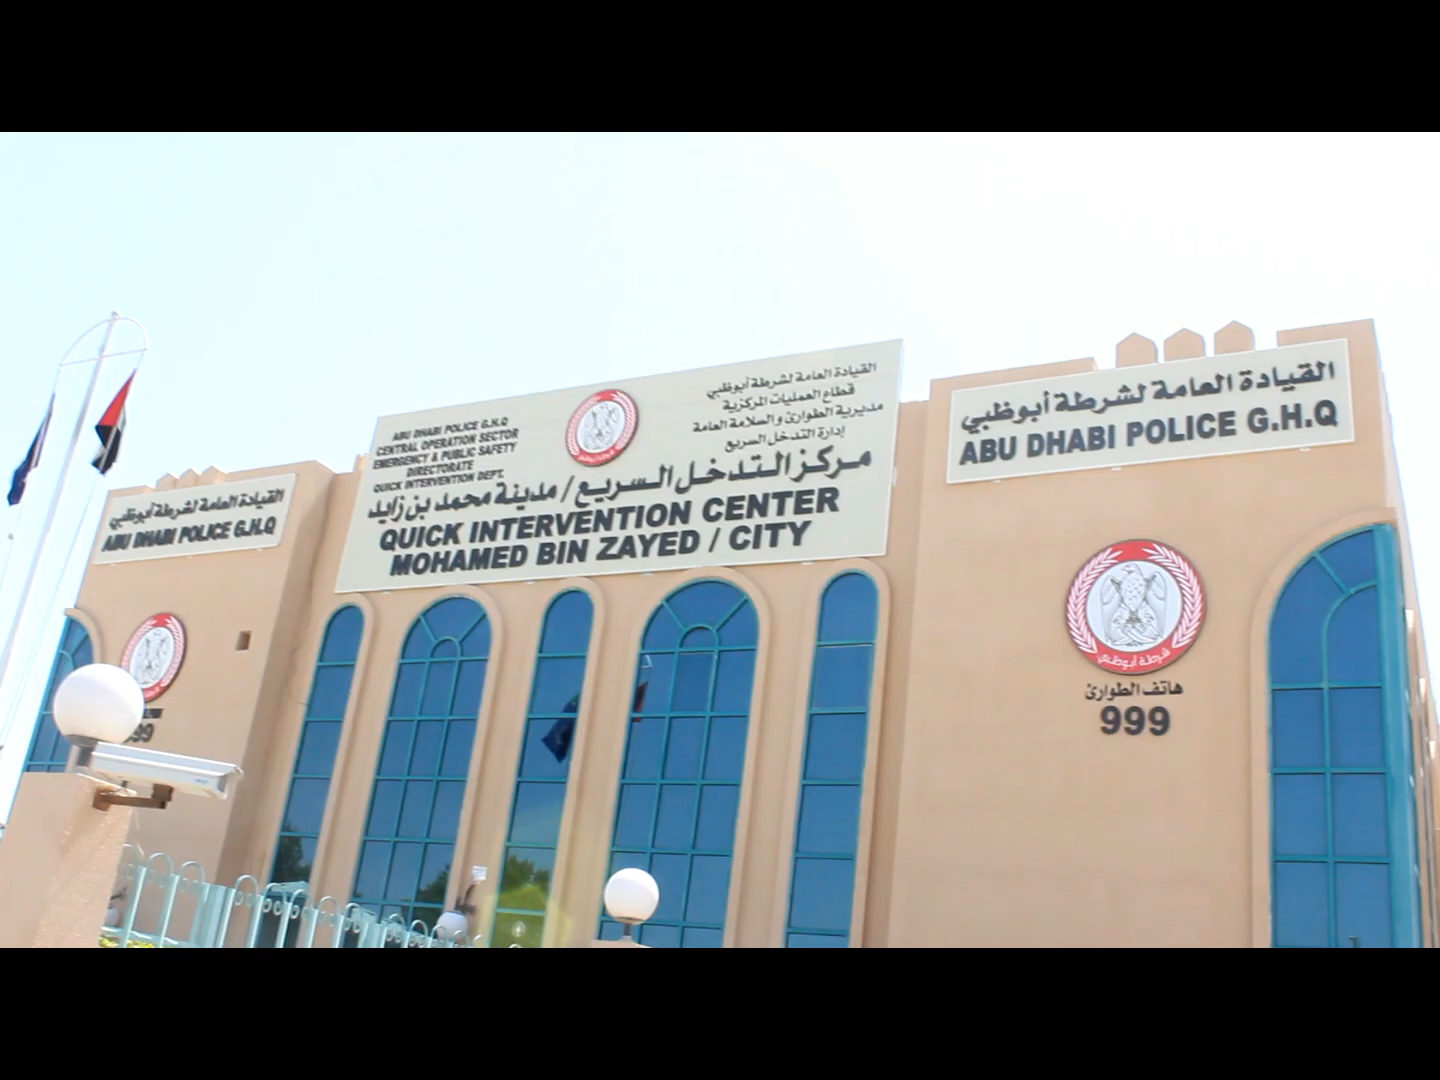 القيادة العامة لشرطة أبوظبي
ABU DHABI POLICE G.H.Q
999
ABU DHABI POLICE G.H.Q
CENTRAL OPERATION SECTOR
EMERGENCY & PUBLIC SAFETY
DIRECTORATE
QUICK INTERVENTION DEPT.
القيادة العامة لشرطة أبوظبي
قطاع العمليات المركزية
مديرية الطوارئ والسلامة العامة
إدارة التدخل السريع
مركز التدخل السريع / مدينة محمد بن زايد
QUICK INTERVENTION CENTER
MOHAMED BIN ZAYED / CITY
القيادة العامة لشرطة أبوظبي
ABU DHABI POLICE G.H.Q
شرطة أبوظبي
هاتف الطوارئ
999